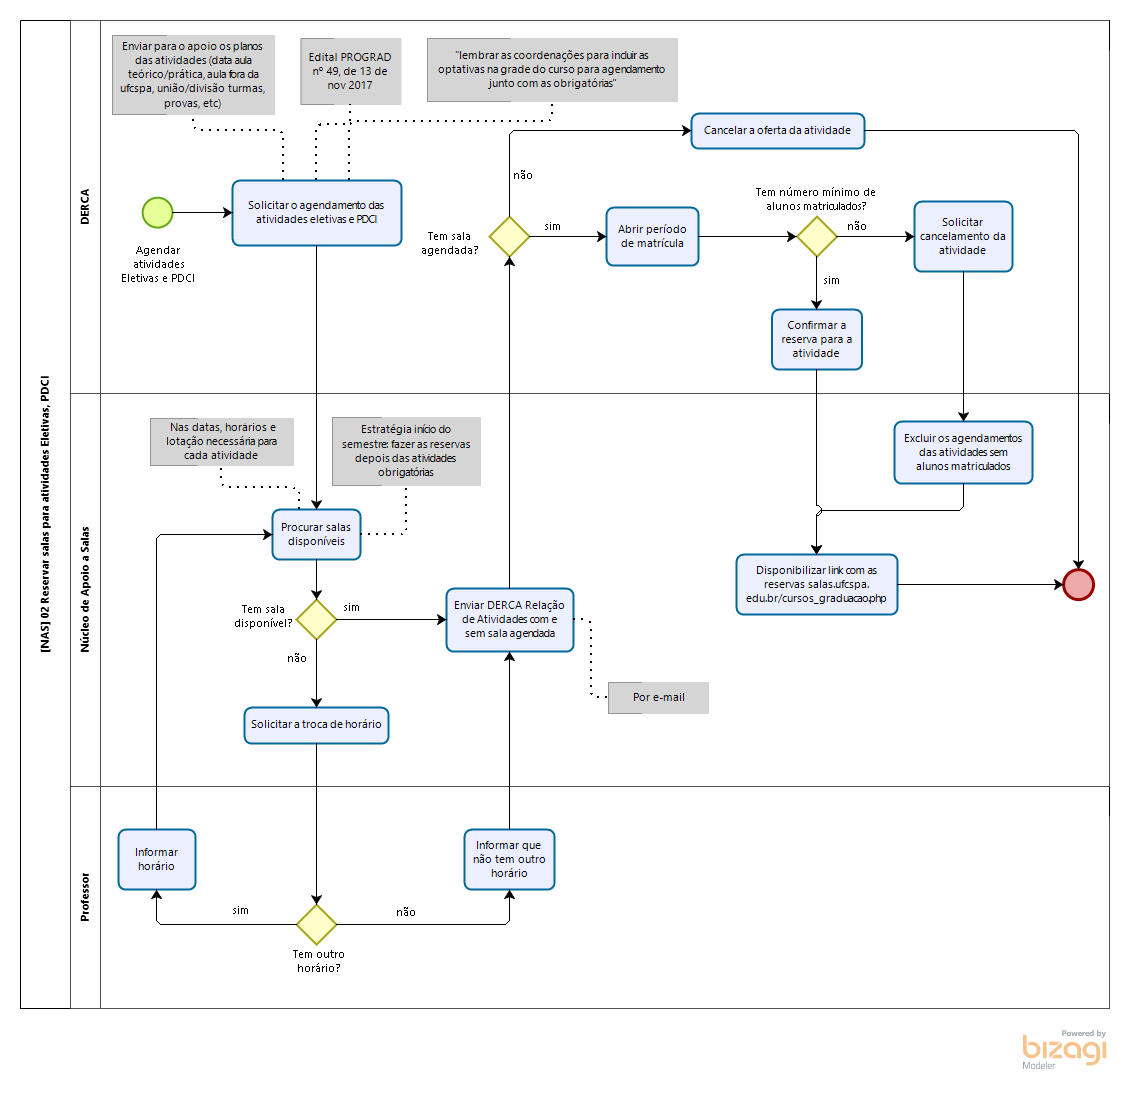 [NAS] 02 Reservar salas para atividades Eletivas, PDCI
DERCA
Enviar para o apoio os planos
das atividades (data aula
teórico/prática, aula fora da
ufcspa, união/divisão turmas,
provas, etc)
Edital PROGRAD
nº 49, de 13 de
nov 2017
"lembrar as coordenações para incluir as
optativas na grade do curso para agendamento
junto com as obrigatórias"
Agendar
atividades
Eletivas e PDCI
Solicitar o agendamento das
atividades eletivas e PDCI
Tem sala
agendada?
não
sim
Cancelar a oferta da atividade
Abrir período
de matrícula
Tem número mínimo de
alunos matriculados?
não
sim
Solicitar
cancelamento da
atividade
Confirmar a
reserva para a
atividade
Núcleo de Apoio a Salas
Nas datas, horários e
lotação necessária para
cada atividade
Estratégia início do
semestre: fazer as reservas
depois das atividades
obrigatórias
Procurar salas
disponíveis
Tem sala
disponível?
sim
não
Enviar DERCA Relação
de Atividades com e
sem sala agendada
Por e-mail
Solicitar a troca de horário
Excluir os agendamentos
das atividades sem
alunos matriculados
Disponibilizar link com as
reservas salas.ufcspa.
edu.br/cursos_graduacao.php
Professor
Informar
horário
Informar que
não tem outro
horário
sim
não
Tem outro
horário?
Powered by
bizagi
Modeler